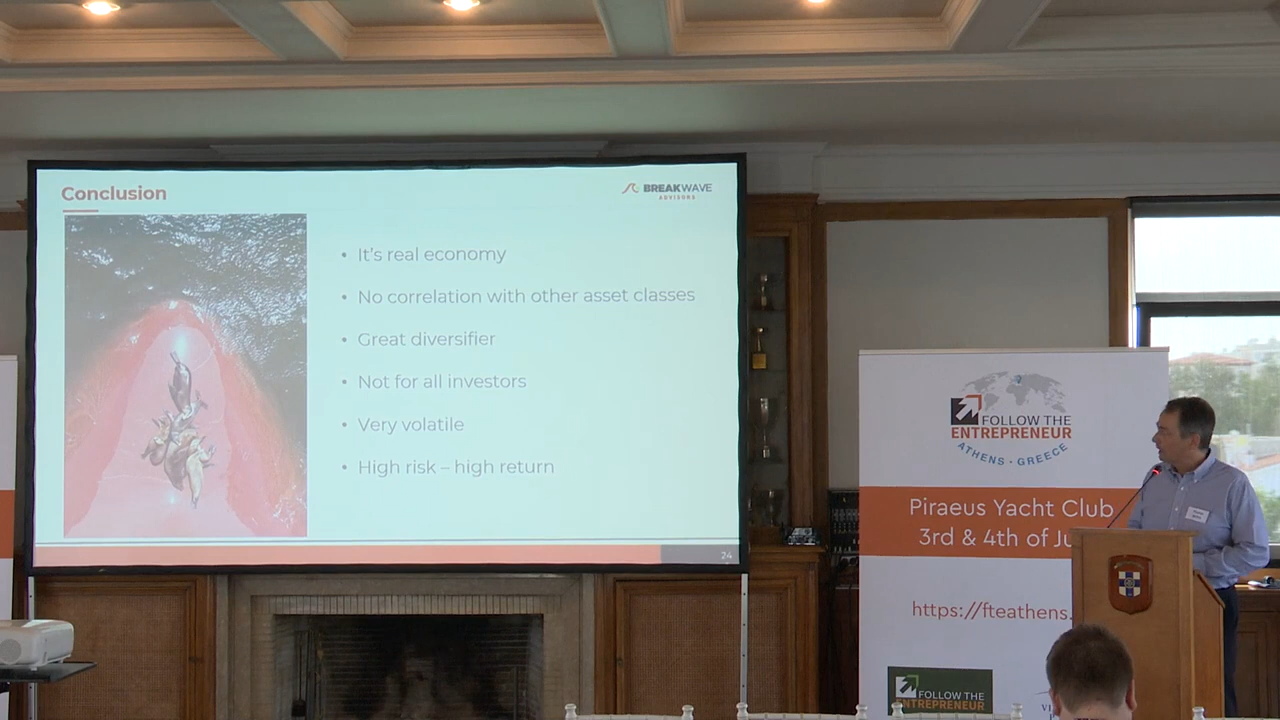 Conclusion
BREAKWAVE
ADVISORS
• It's real economy
• No correlation with other asset classes
• Great diversifier
• Not for all investors
• Very volatile
• High risk – high return
24
FOLLOW THE
ENTREPRENEUR
ATHENS · GREECE
Piraeus Yacht Club
3rd & 4th of Ju
https://fteathens.
FOLLOW THE
ENTREPRENEUR